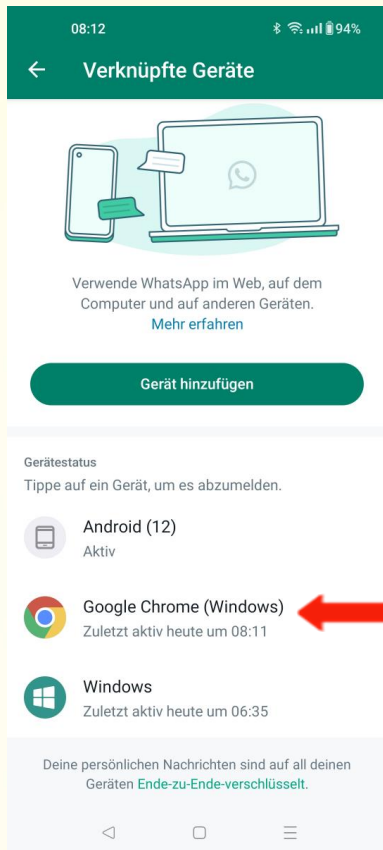 08:12
94%
Verknüpfte Geräte
Verwende WhatsApp im Web, auf dem
Computer und auf anderen Geräten.
Mehr erfahren
Gerät hinzufügen
Gerätestatus
Tippe auf ein Gerät, um es abzumelden.
Android (12)
Aktiv
Google Chrome (Windows)
Zuletzt aktiv heute um 08:11
Windows
Zuletzt aktiv heute um 06:35
Deine persönlichen Nachrichten sind auf all deinen
Geräten Ende-zu-Ende-verschlüsselt.